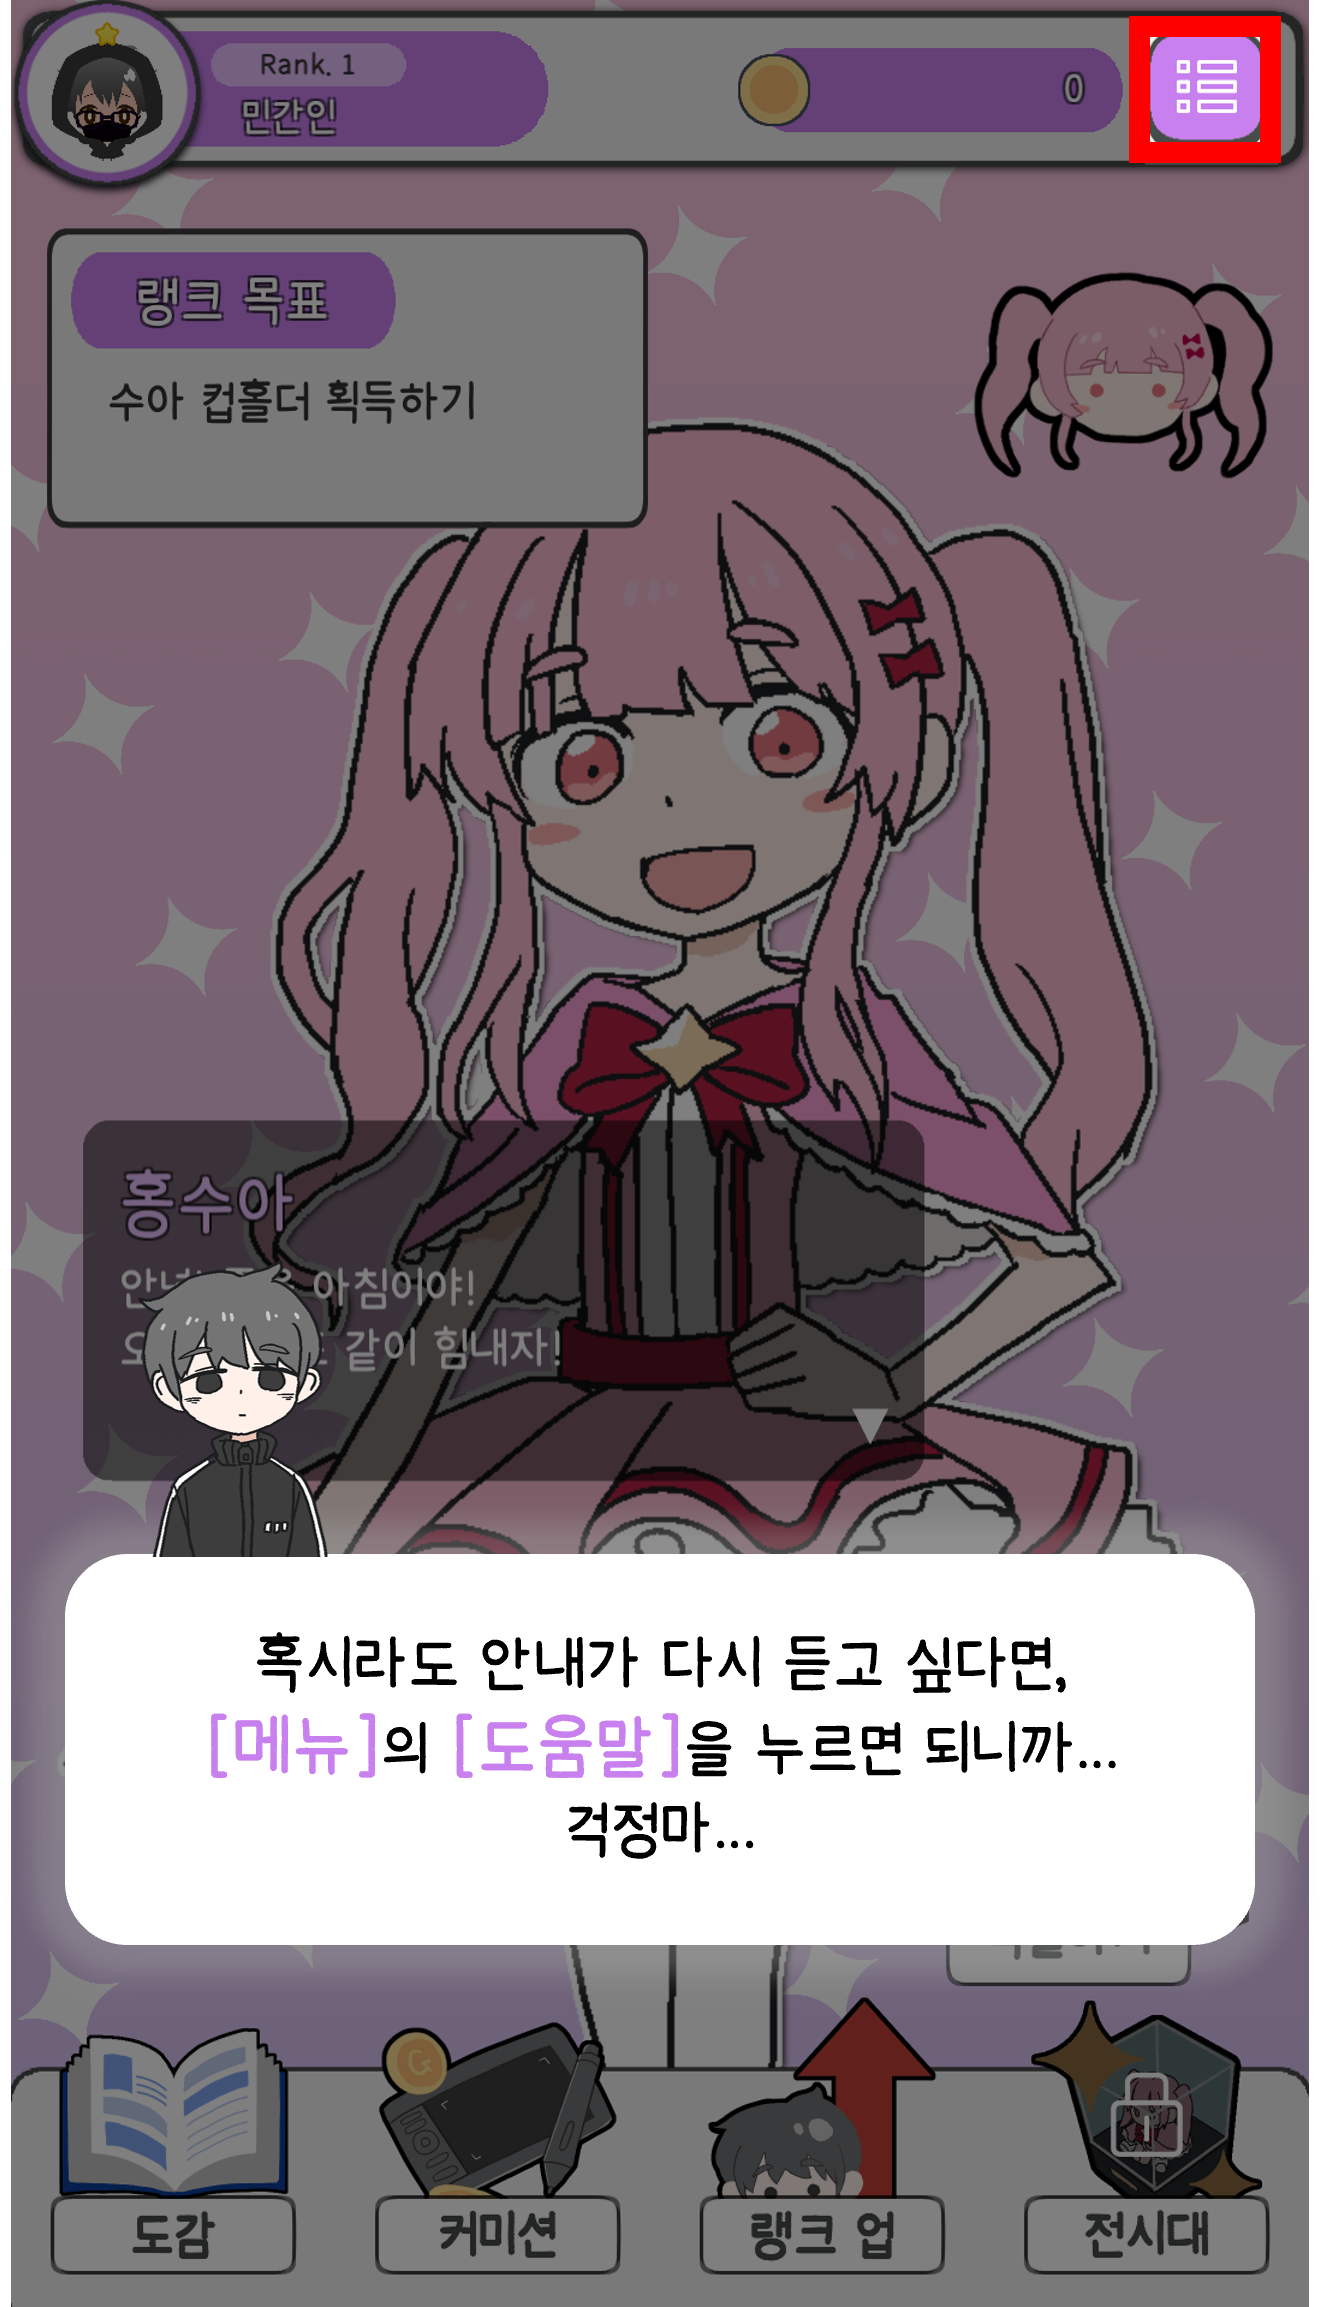 Rank. 1
민간인
0
랭크 목표
수아 컵홀더 획득하기
홍수아
아침이야!
같이 힘내자!
혹시라도 안내가 다시 듣고 싶다면,
[메뉴]의 [도움말]을 누르면 되니까...
걱정마...
도감
커미션
랭크 업
전시대